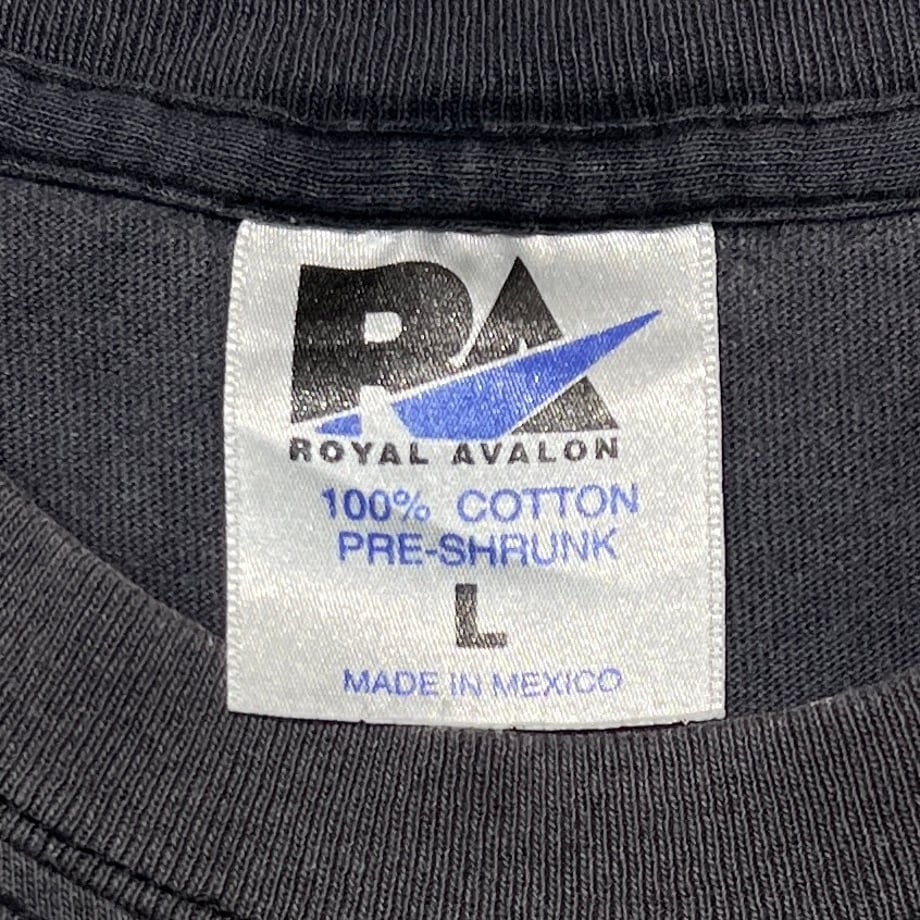 RA
ROYAL AVALON
100% COTTON
PRE-SHRUNK
L
MADE IN MEXICO